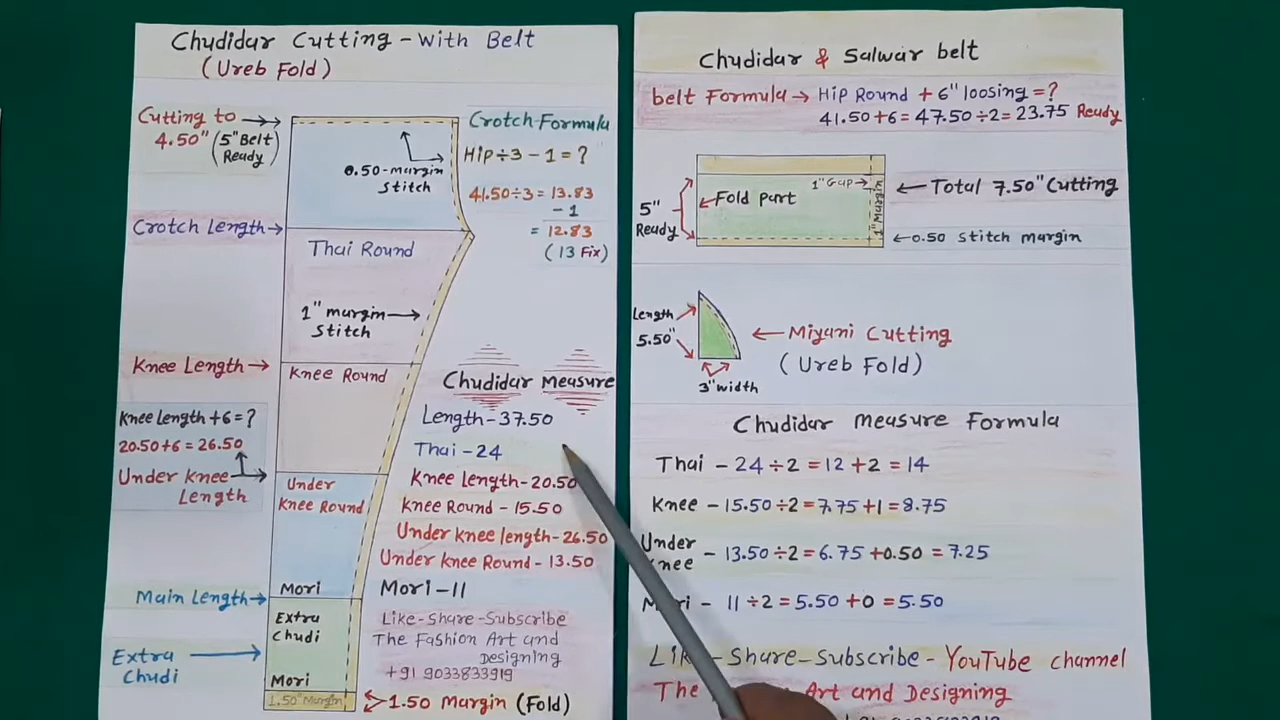 Chudidar Cutting - With Belt
(Ureb Fold)
Cutting to
4.50" (5" Belt
Ready)
0.50-margin
Stitch
Crotch Formula
Hip÷3-1=?
41.50÷3=13.83
-1
=12.83
(13 Fix)
Crotch Length
Thai Round
1" margin
Stitch
Knee Length
Knee Round
Chudidar Measure
Knee length+6=?
20.50+6=26.50
Under Knee
Length
Under
Knee Round
Length-37.50
Thai-24
Knee Length-20.50
Knee Round-15.50
Under knee length-26.50
Under knee Round-13.50
Mori-11
Main Length
Mori
Extra
Chudi
Extra
Chudi
Mori
1.50" Margin
1.50 Margin (Fold)
Like-Share-Subscribe
The Fashion Art and
Designing
+91 9033833919
Chudidar & Salwar belt
belt Formula → Hip Round + 6" loosing=?
41.50+6=47.50÷2=23.75 Ready
5"
Ready
Fold part
1" Gap
1" margin
Total 7.50" Cutting
0.50 Stitch margin
Length
5.50"
3" width
Miyani Cutting
(Ureb Fold)
Chudidar measure Formula
Thai - 24÷2=12+2=14
Knee - 15.50÷2=7.75+1=8.75
Under - 13.50÷2=6.75+0.50=7.25
Mori - 11÷2=5.50+0=5.50
Share-Subscribe-YouTube channel
The Art and Designing